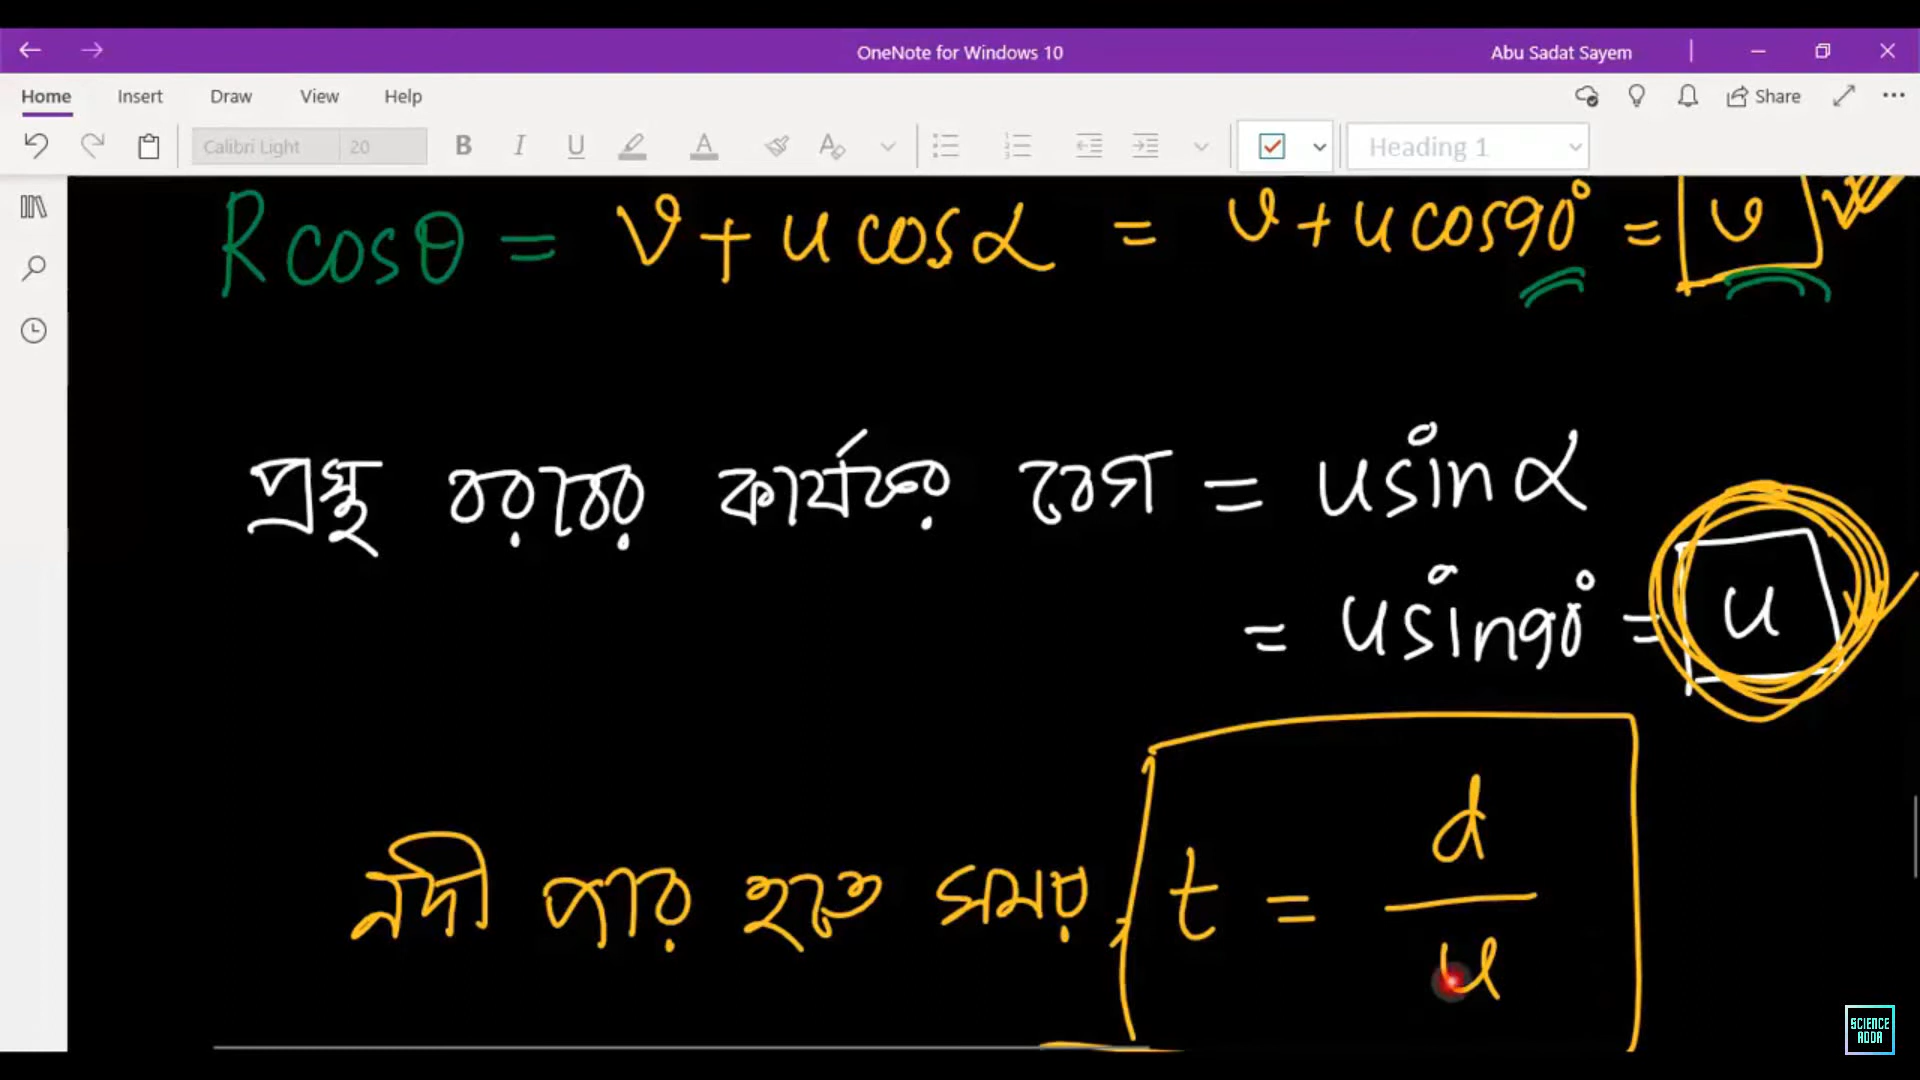 OneNote for Windows 10
Abu Sadat Sayem
Home Insert Draw View Help Share
Calibri Light 20 B I U A Heading 1
Rcosθ = v + u cosα = v + u cos90° = v
প্রস্থ বরাবর কার্যকর বেগ = usinα
= usin90° = u
নদী পার হতে সময়, t = d/u
SCIENCE
ADDA